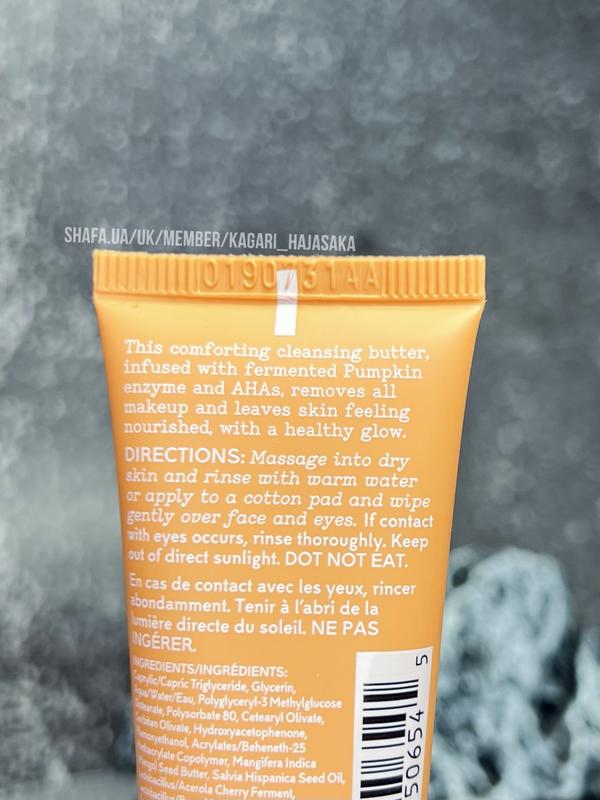 SHAFA.UA/UK/MEMBER/KAGARI_HAJASAKA
This comforting cleansing butter,
infused with fermented Pumpkin
enzyme and AHAs, removes all
makeup and leaves skin feeling
nourished, with a healthy glow.
DIRECTIONS: Massage into dry
skin and rinse with warm water
or apply to a cotton pad and wipe
gently over face and eyes. If contact
with eyes occurs, rinse thoroughly. Keep
out of direct sunlight. DOT NOT EAT.
En cas de contact avec les yeux, rincer
abondamment. Tenir à l'abri de la
lumière directe du soleil. NE PAS
INGÉRER.
INGREDIENTS/INGRÉDIENTS:
Caprylic/Capric Triglyceride, Glycerin,
Aqua/Water/Eau, Polyglyceryl-3 Methylglucose
Distearate, Polysorbate 80, Cetearyl Olivate,
Sorbitan Olivate, Hydroxyacetophenone,
Phenoxyethanol, Acrylates/Beheneth-25
Methacrylate Copolymer, Mangifera Indica
(Mango) Seed Butter, Salvia Hispanica Seed Oil,
Lactobacillus/Acerola Cherry Ferment,
50654
5